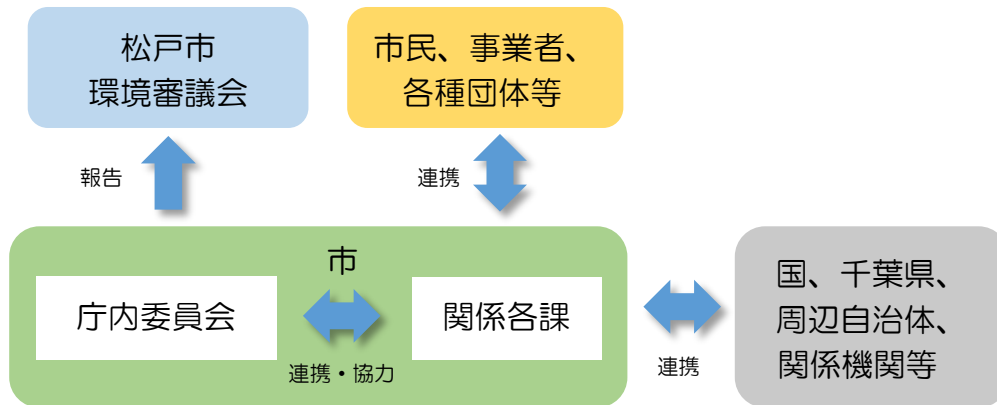 松戸市
環境審議会
市民、事業者、
各種団体等
報告
連携
市
庁内委員会
関係各課
連携・協力
連携
国、千葉県、
周辺自治体、
関係機関等